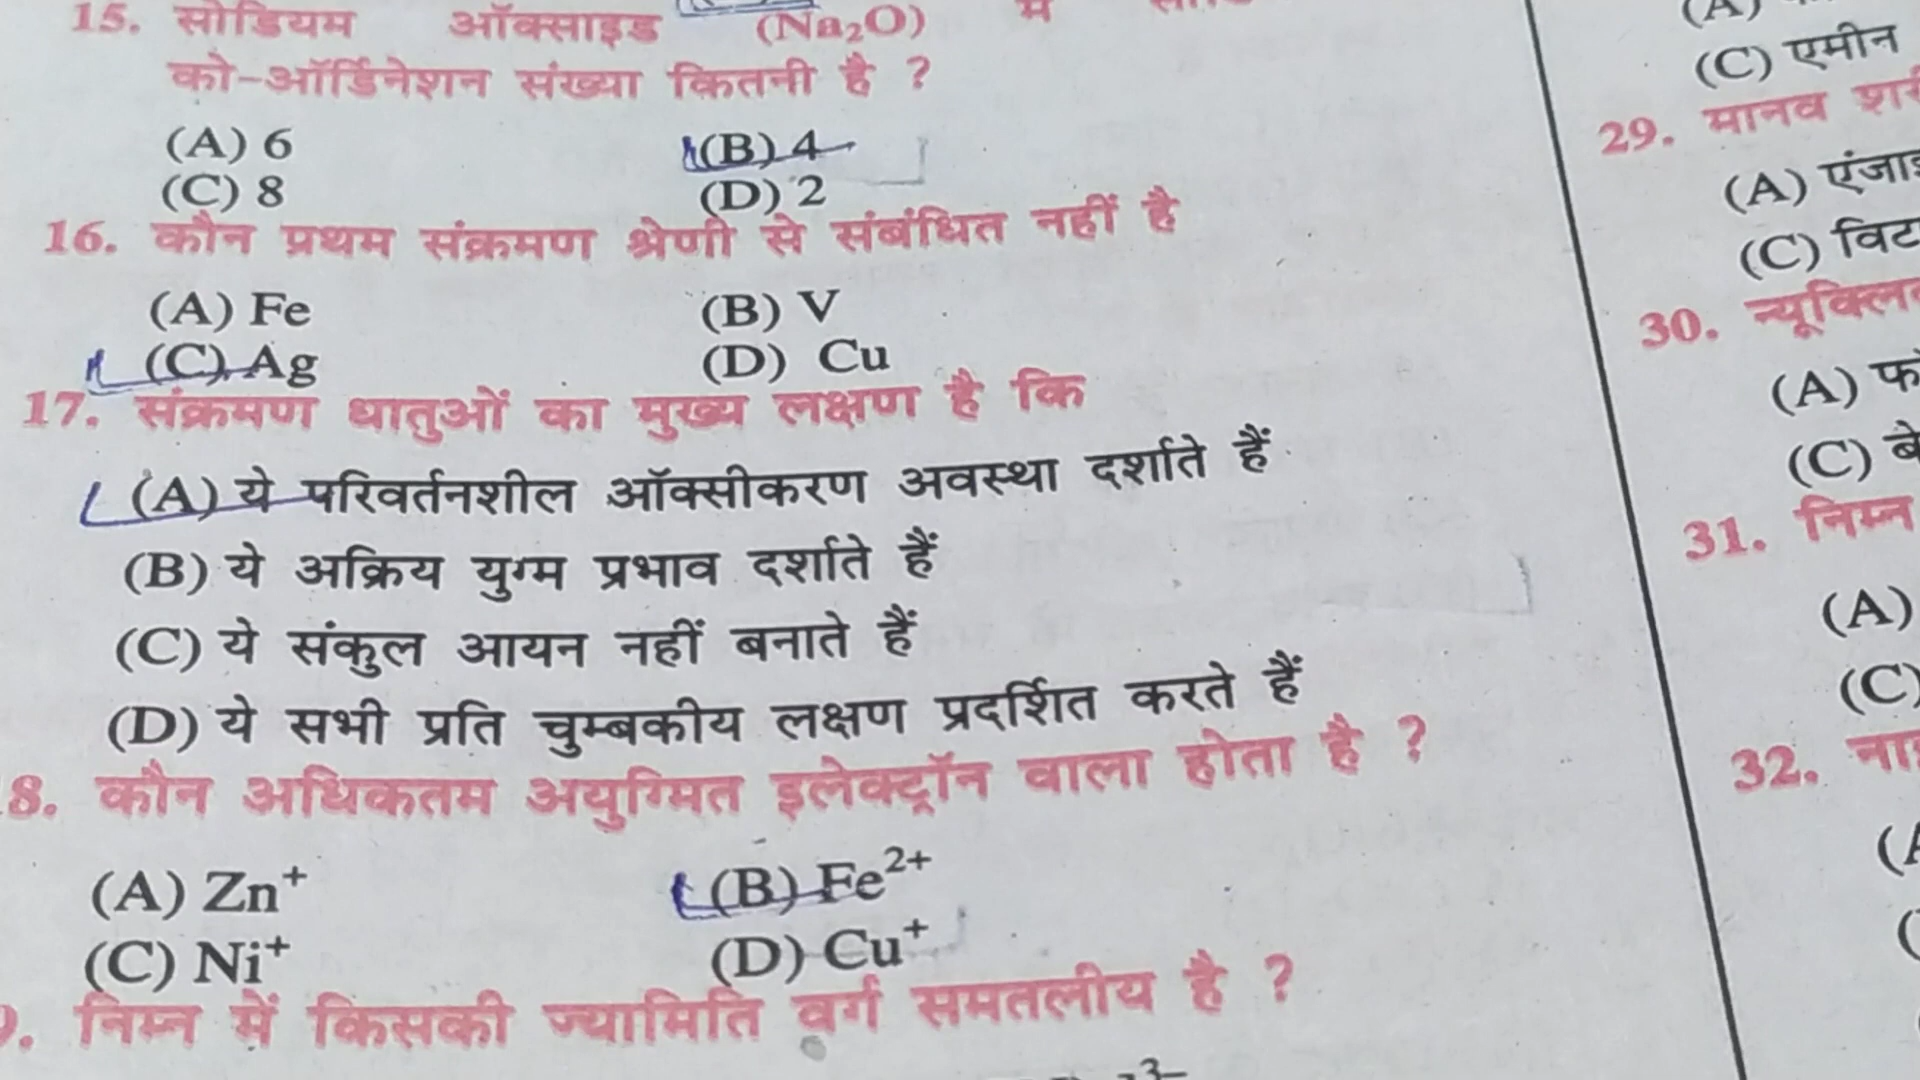 15. सोडियम ऑक्साइड (Na₂O) में
को-ऑर्डिनेशन संख्या कितनी है ?
(A) 6 (B) 4
(C) 8 (D) 2
16. कौन प्रथम संक्रमण श्रेणी से संबंधित नहीं है
(A) Fe (B) V
(C) Ag (D) Cu
17. संक्रमण धातुओं का मुख्य लक्षण है कि
(A) ये परिवर्तनशील ऑक्सीकरण अवस्था दर्शाते हैं
(B) ये अक्रिय युग्म प्रभाव दर्शाते हैं
(C) ये संकुल आयन नहीं बनाते हैं
(D) ये सभी प्रति चुम्बकीय लक्षण प्रदर्शित करते हैं
8. कौन अधिकतम अयुग्मित इलेक्ट्रॉन वाला होता है ?
(A) Zn⁺ (B) Fe²⁺
(C) Ni⁺ (D) Cu⁺
. निम्न में किसकी ज्यामिति वर्ग समतलीय है ?
3–
(A)
(C) एमीन
29. मानव
(A)
(C)
30.
(A)
(C)
31. निम्न
(A)
(C)
32.